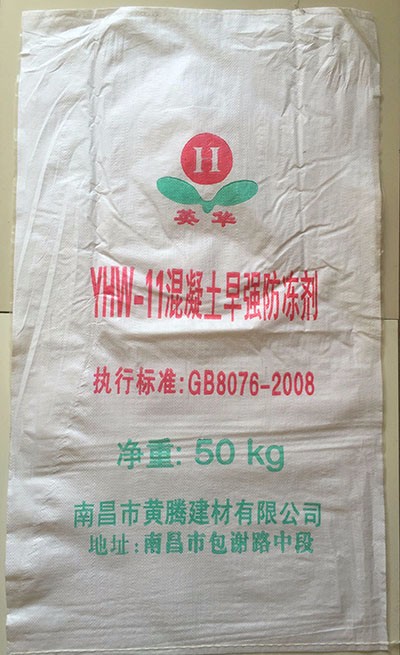 H
英华
YHW-11混凝土早强防冻剂
执行标准:GB8076-2008
净重: 50 kg
南昌市黄腾建材有限公司
地址:南昌市包谢路中段